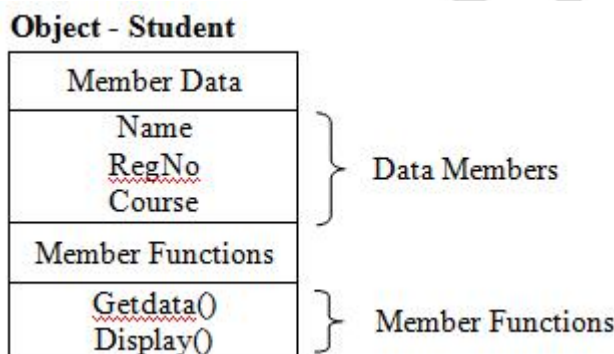 Object - Student
Member Data
Name
RegNo
Course
Data Members
Member Functions
Getdata()
Display()
Member Functions